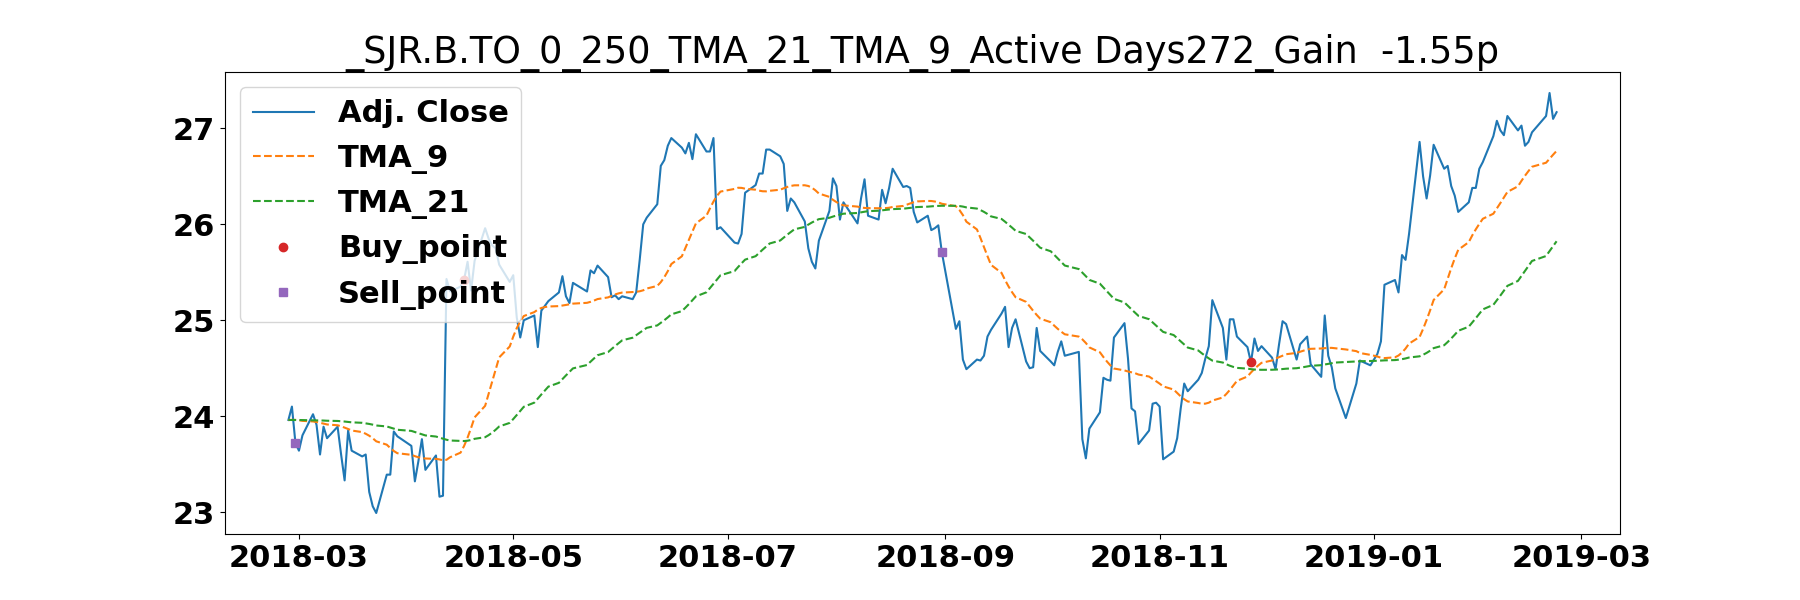 _SJR.B.TO_0_250_TMA_21_TMA_9_Active Days272_Gain  -1.55p
Adj. Close
TMA_9
TMA_21
Buy_point
Sell_point
27
26
25
24
23
2018-03 2018-05 2018-07 2018-09 2018-11 2019-01 2019-03